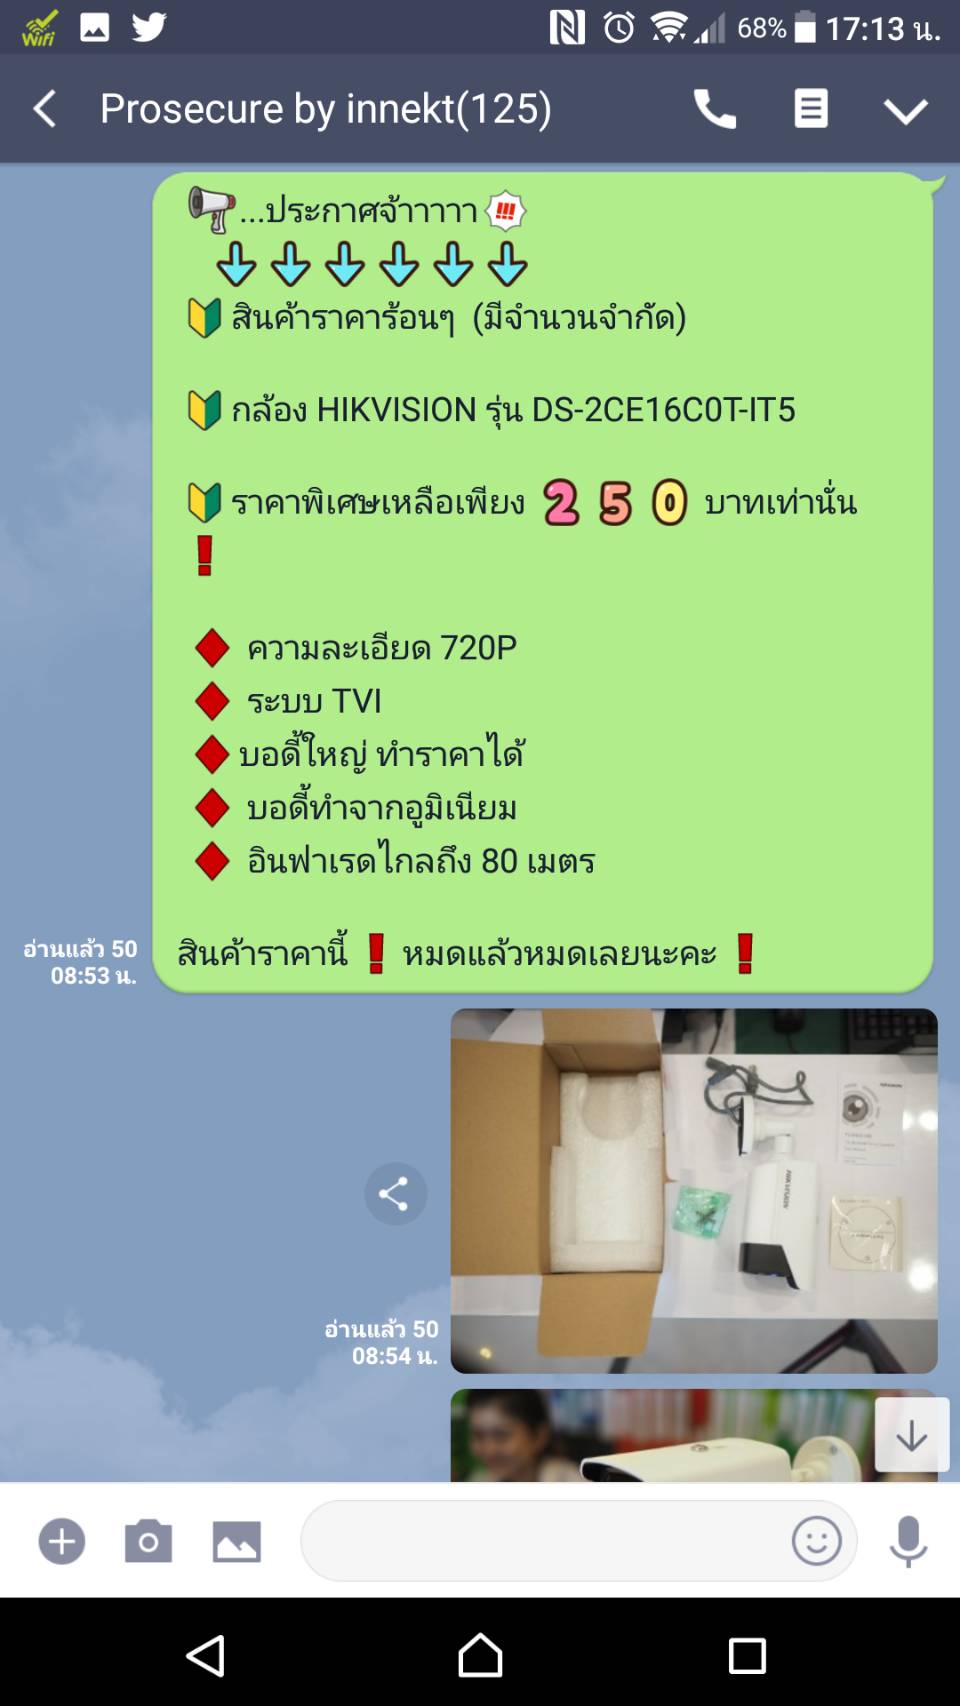 Wifi 68% 17:13 น.
Prosecure by innekt(125)
...ประกาศจ้าาาาา
สินค้าราคาร้อนๆ (มีจำนวนจำกัด)
กล้อง HIKVISION รุ่น DS-2CE16C0T-IT5
ราคาพิเศษเหลือเพียง 2 5 0 บาทเท่านั่น
❗
ความละเอียด 720P
ระบบ TVI
บอดี้ใหญ่ ทำราคาได้
บอดี้ทำจากอูมิเนียม
อินฟาเรดไกลถึง 80 เมตร
สินค้าราคานี้ ❗ หมดแล้วหมดเลยนะคะ ❗
อ่านแล้ว 50
08:53 น.
HIKVISION
อ่านแล้ว 50
08:54 น.